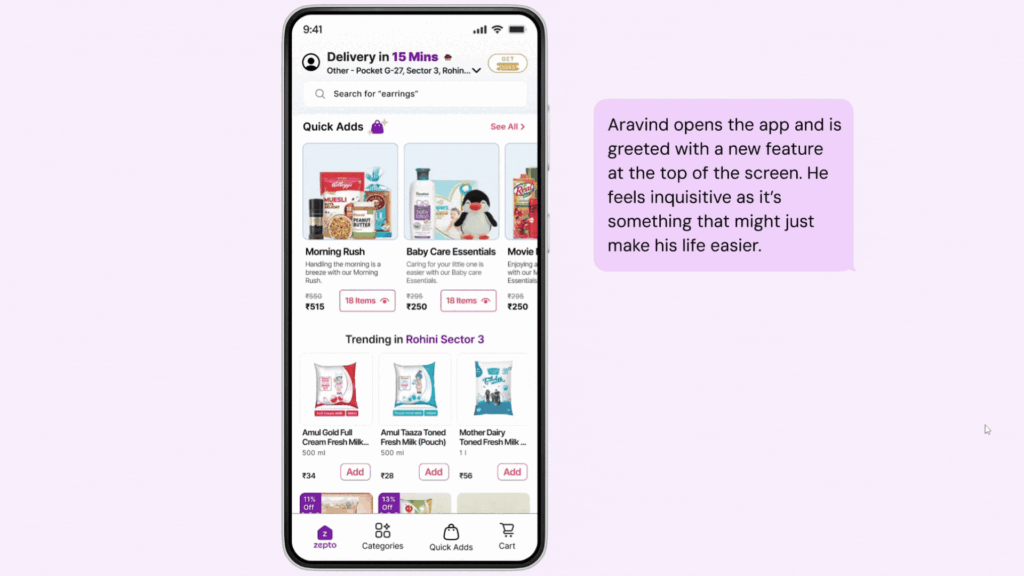 9:41
Delivery in 15 Mins
Other - Pocket G-27, Sector 3, Rohin...
GET
Search for "earrings"
Quick Adds
See All >
Kellogg's
MUESLI
PEANUT
BUTTER
Himalaya
Real
Morning Rush
Baby Care Essentials
Movie
Handling the morning is a
breeze with our Morning
Rush.
Caring for your little one is
easier with our Baby care
Essentials.
Enjoying a
with our M
Essentials
₹550
₹515
18 Items
₹295
₹250
18 Items
₹295
₹250
Trending in Rohini Sector 3
Amul Gold Full
Cream Fresh Milk...
500 ml
₹34
Add
Amul Taaza Toned
Fresh Milk (Pouch)
500 ml
₹28
Add
Mother Dairy
Toned Fresh Milk ...
1 l
₹56
Add
11%
Off
13%
Off
z
zepto
Categories
Quick Adds
Cart
Aravind opens the app and is
greeted with a new feature
at the top of the screen. He
feels inquisitive as it's
something that might just
make his life easier.